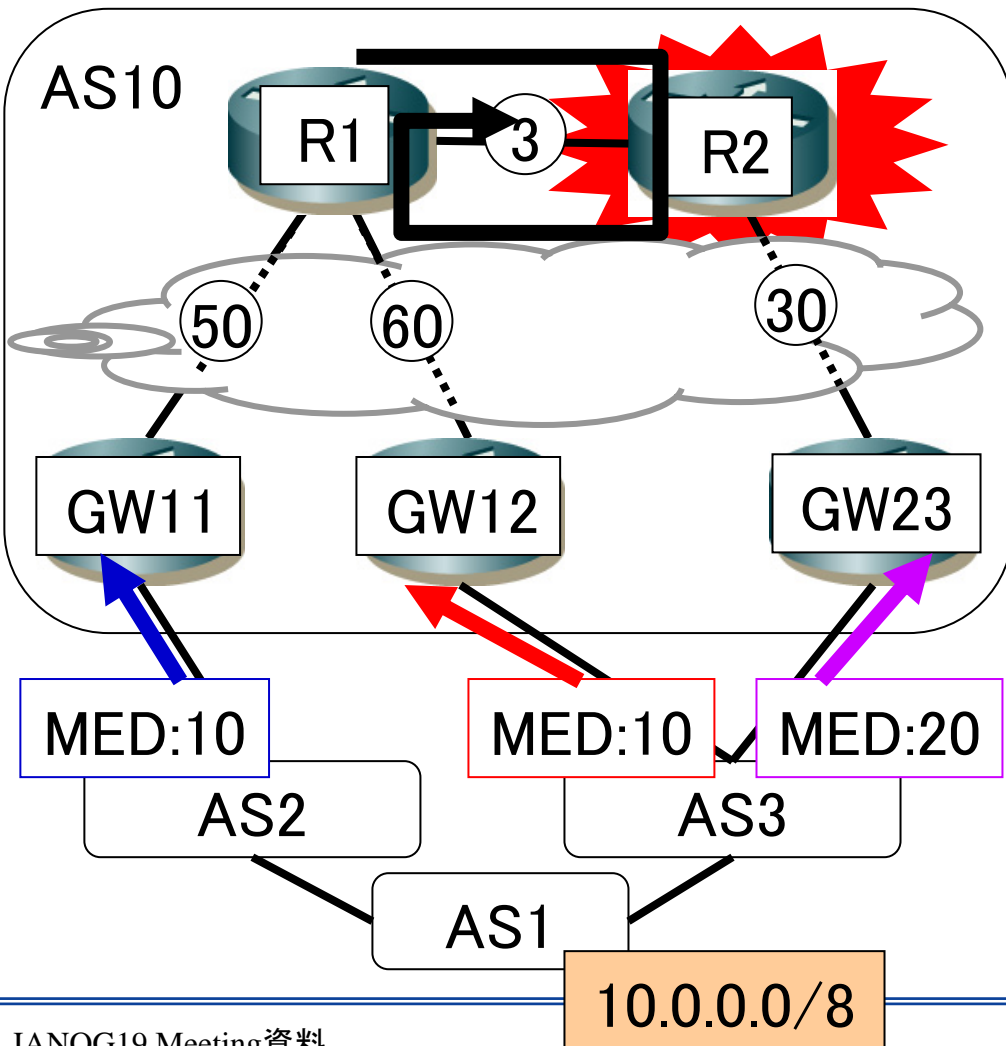 AS10
R1
3
R2
50
60
30
GW11
GW12
GW23
MED:10
MED:10
MED:20
AS2
AS3
AS1
10.0.0.0/8
JANOG19 Meeting資料